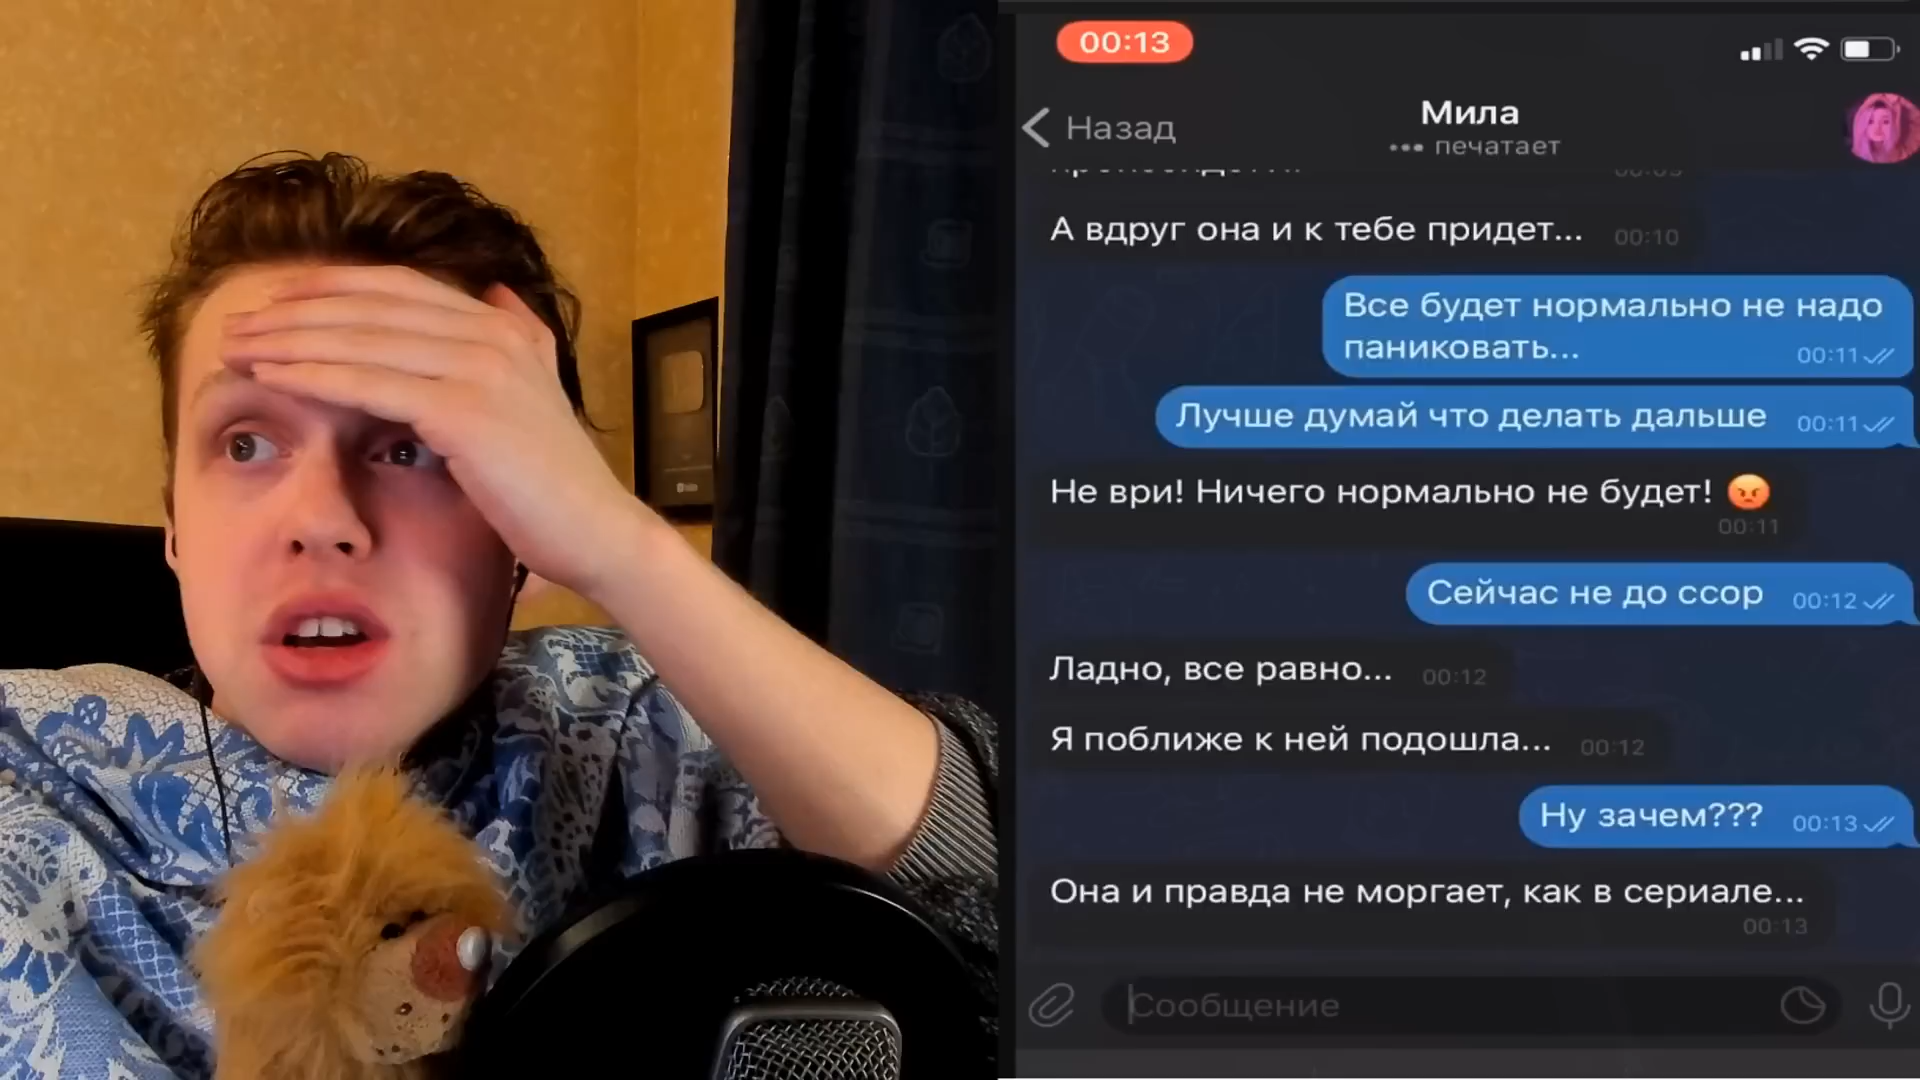 00:13
Мила
Назад
печатает
А вдруг она и к тебе придет... 00:10
Все будет нормально не надо
паниковать... 00:11
Лучше думай что делать дальше 00:11
Не ври! Ничего нормально не будет! 😡
00:11
Сейчас не до ссор 00:12
Ладно, все равно... 00:12
Я поближе к ней подошла... 00:12
Ну зачем??? 00:13
Она и правда не моргает, как в сериале...
00:13
Сообщение